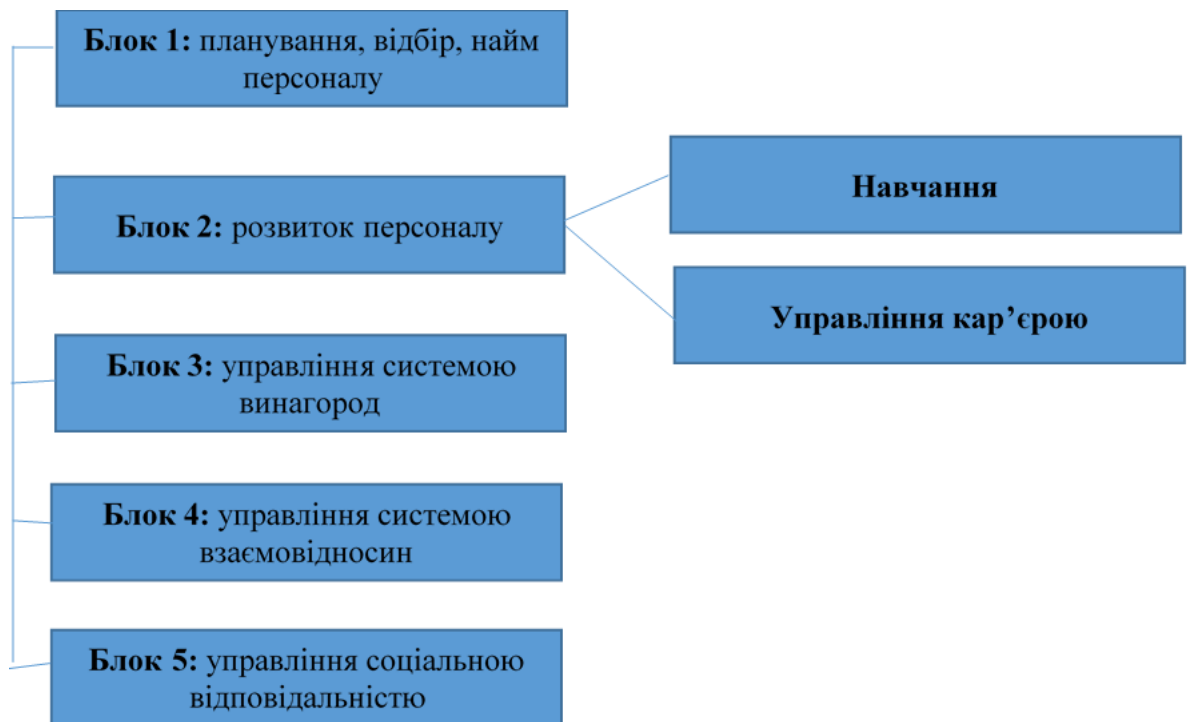 Блок 1: планування, відбір, найм
персоналу
Блок 2: розвиток персоналу
Навчання
Управління кар’єрою
Блок 3: управління системою
винагород
Блок 4: управління системою
взаємовідносин
Блок 5: управління соціальною
відповідальністю